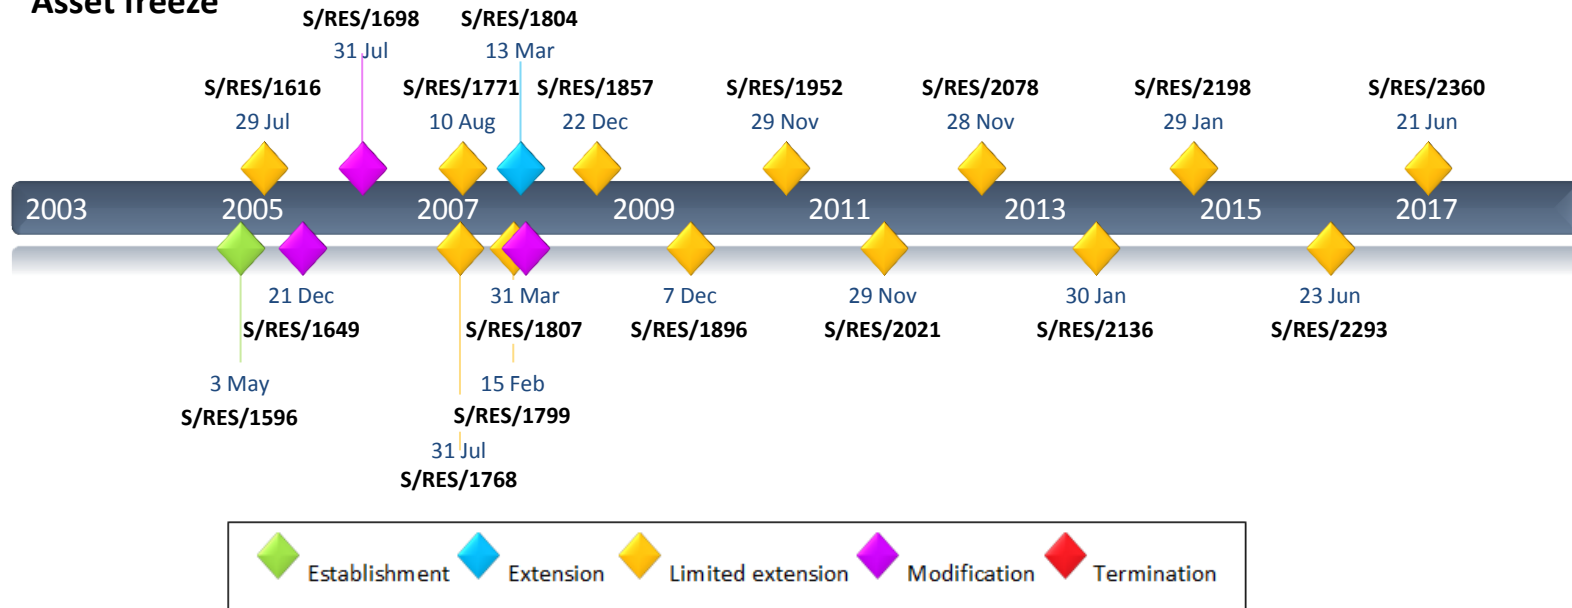 Asset freeze
S/RES/1698 S/RES/1804
31 Jul 13 Mar
S/RES/1616 S/RES/1771 S/RES/1857 S/RES/1952 S/RES/2078 S/RES/2198 S/RES/2360
29 Jul 10 Aug 22 Dec 29 Nov 28 Nov 29 Jan 21 Jun
2003 2005 2007 2009 2011 2013 2015 2017
21 Dec 31 Mar 7 Dec 29 Nov 30 Jan 23 Jun
S/RES/1649 S/RES/1807 S/RES/1896 S/RES/2021 S/RES/2136 S/RES/2293
3 May 15 Feb
S/RES/1596 S/RES/1799
31 Jul
S/RES/1768
Establishment Extension Limited extension Modification Termination